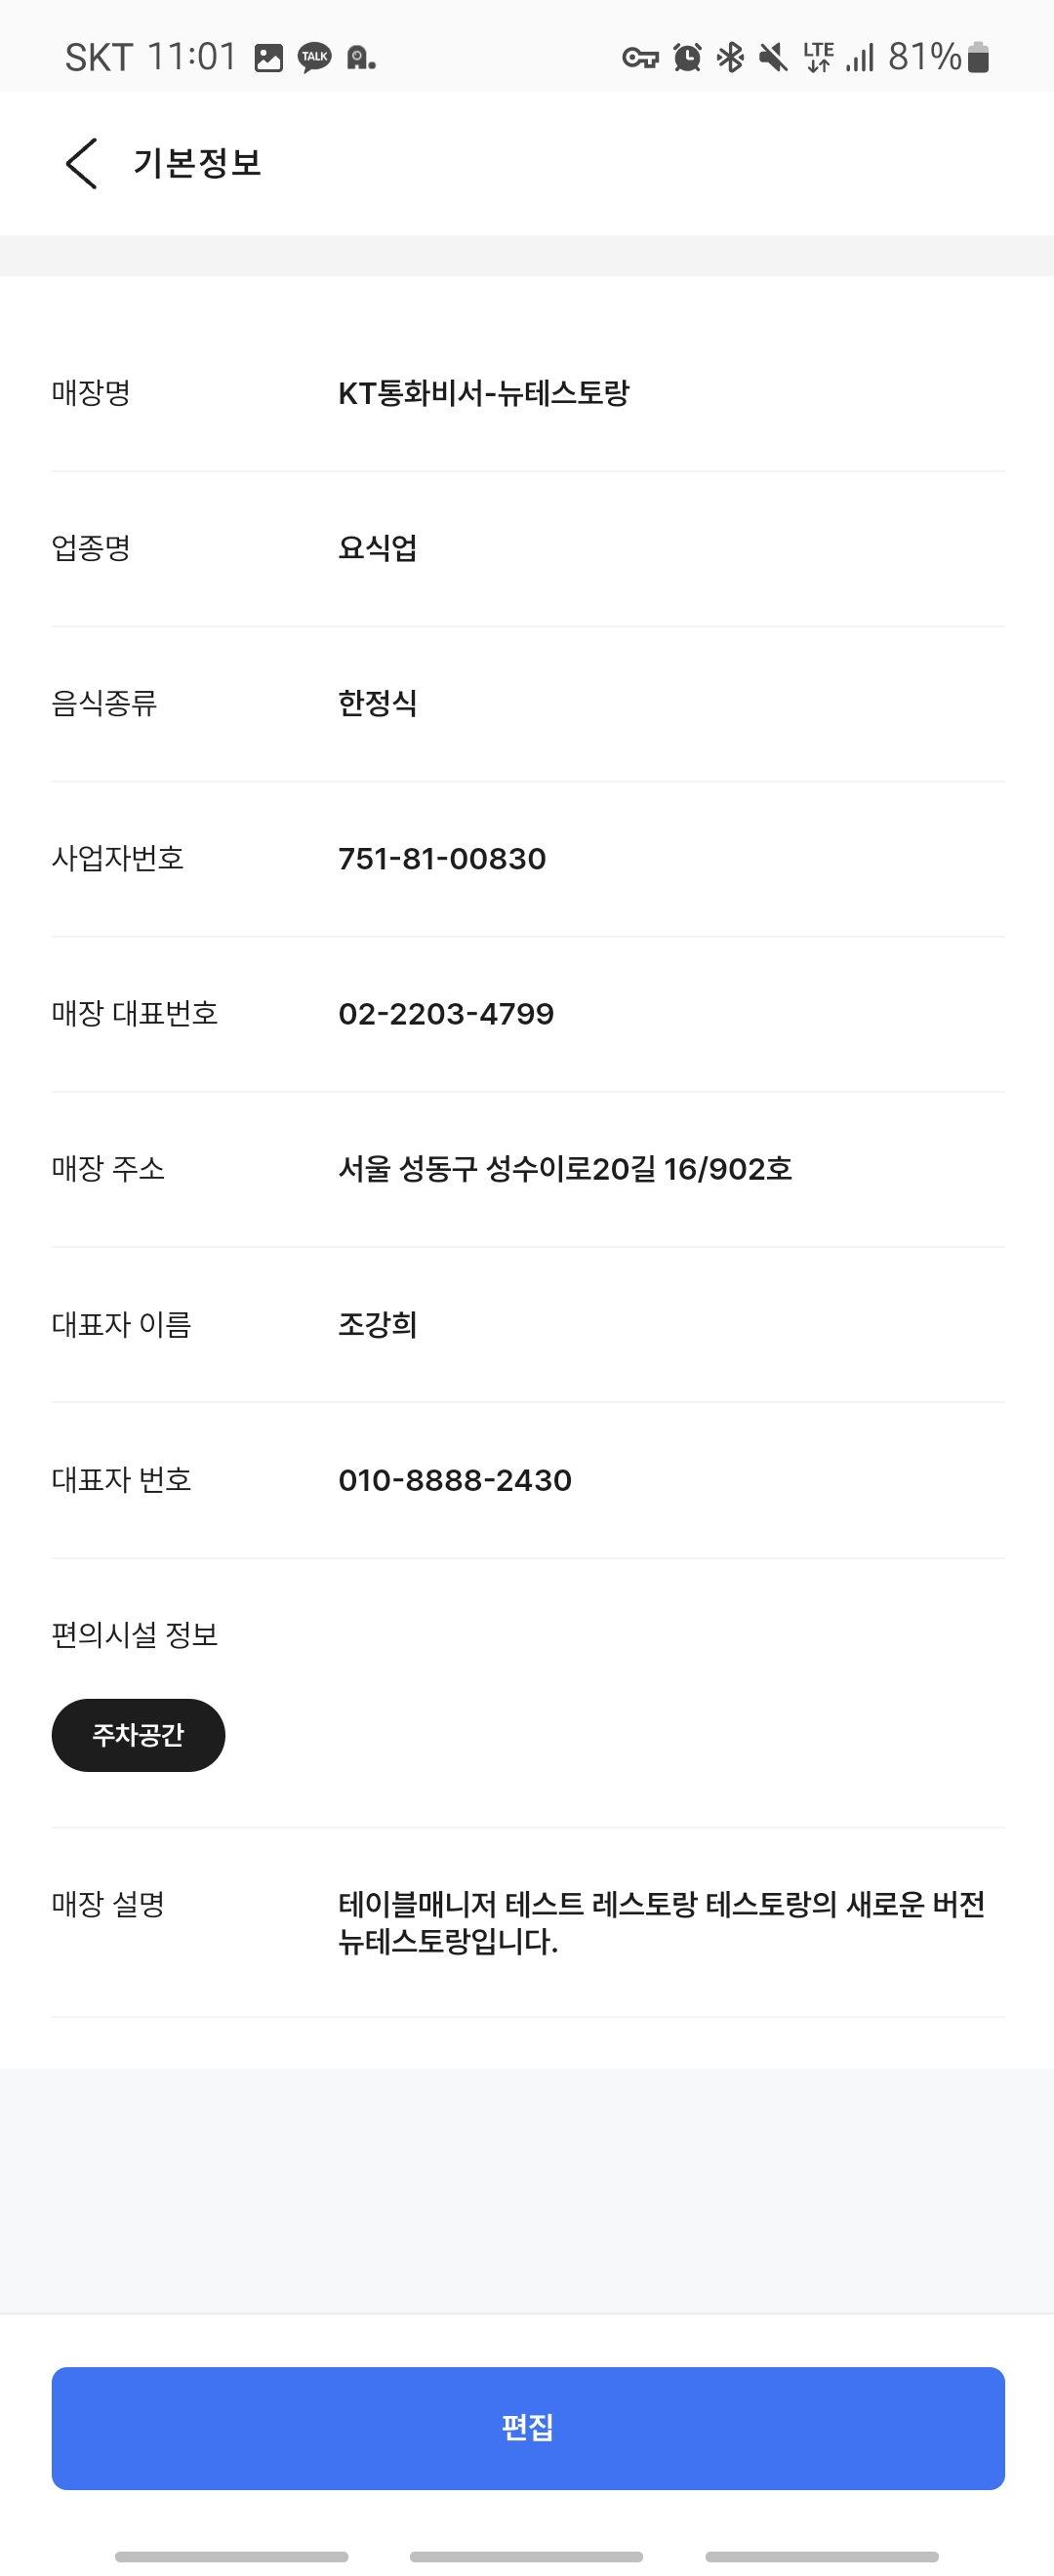 SKT 11:01 TALK LTE 81%
기본정보
매장명 KT통화비서-뉴테스토랑
업종명 요식업
음식종류 한정식
사업자번호 751-81-00830
매장 대표번호 02-2203-4799
매장 주소 서울 성동구 성수이로20길 16/902호
대표자 이름 조강희
대표자 번호 010-8888-2430
편의시설 정보
주차공간
매장 설명 테이블매니저 테스트 레스토랑 테스토랑의 새로운 버전
뉴테스토랑입니다.
편집